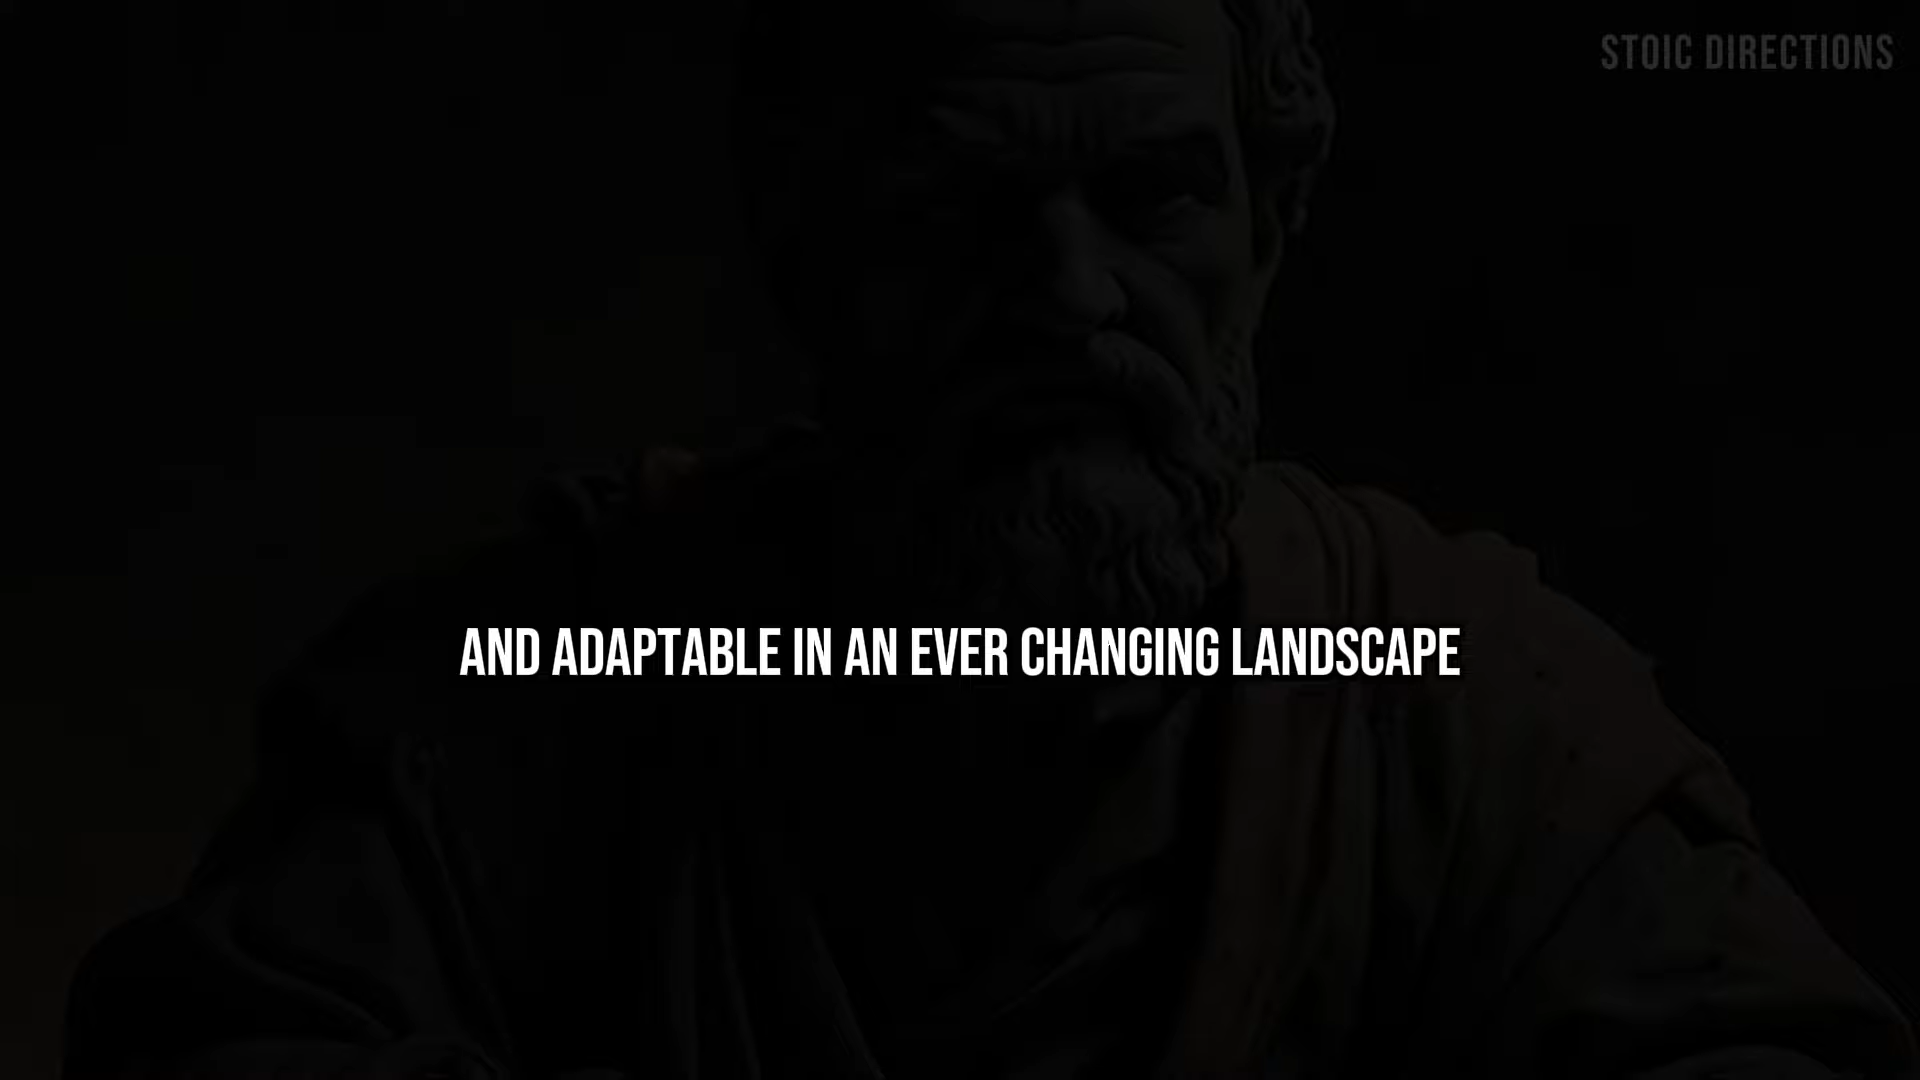 STOIC DIRECTIONS
AND ADAPTABLE IN AN EVER CHANGING LANDSCAPE